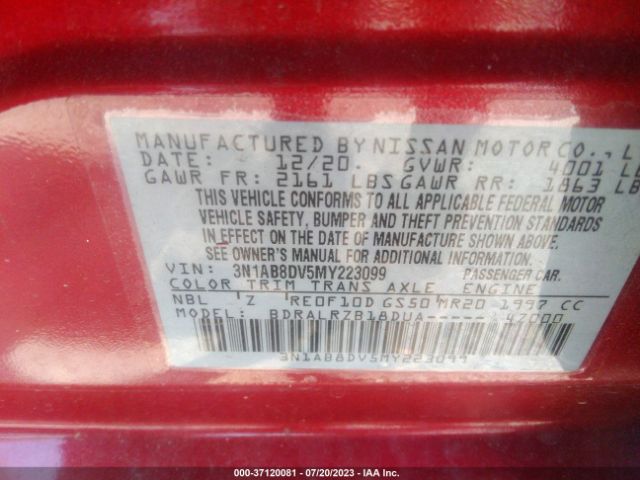 MANUFACTURED BY NISSAN MOTOR CO., L
DATE: 12/20 GVWR: 4001 LB
GAWR FR: 2161 LBS GAWR RR: 1863 LB
THIS VEHICLE CONFORMS TO ALL APPLICABLE FEDERAL MOTOR
VEHICLE SAFETY, BUMPER AND THEFT PREVENTION STANDARDS
IN EFFECT ON THE DATE OF MANUFACTURE SHOWN ABOVE.
SEE OWNER'S MANUAL FOR ADDITIONAL INFORMATION.
VIN: 3N1AB8DV5MY223099 PASSENGER CAR.
COLOR TRIM TRANS AXLE ENGINE
NBL Z RE0F10D GS50 MR20 1997 CC
MODEL: BDRALRZB18DUA----- 47000
3N1AB8DV5MY223099
000-37120081 - 07/20/2023 - IAA Inc.